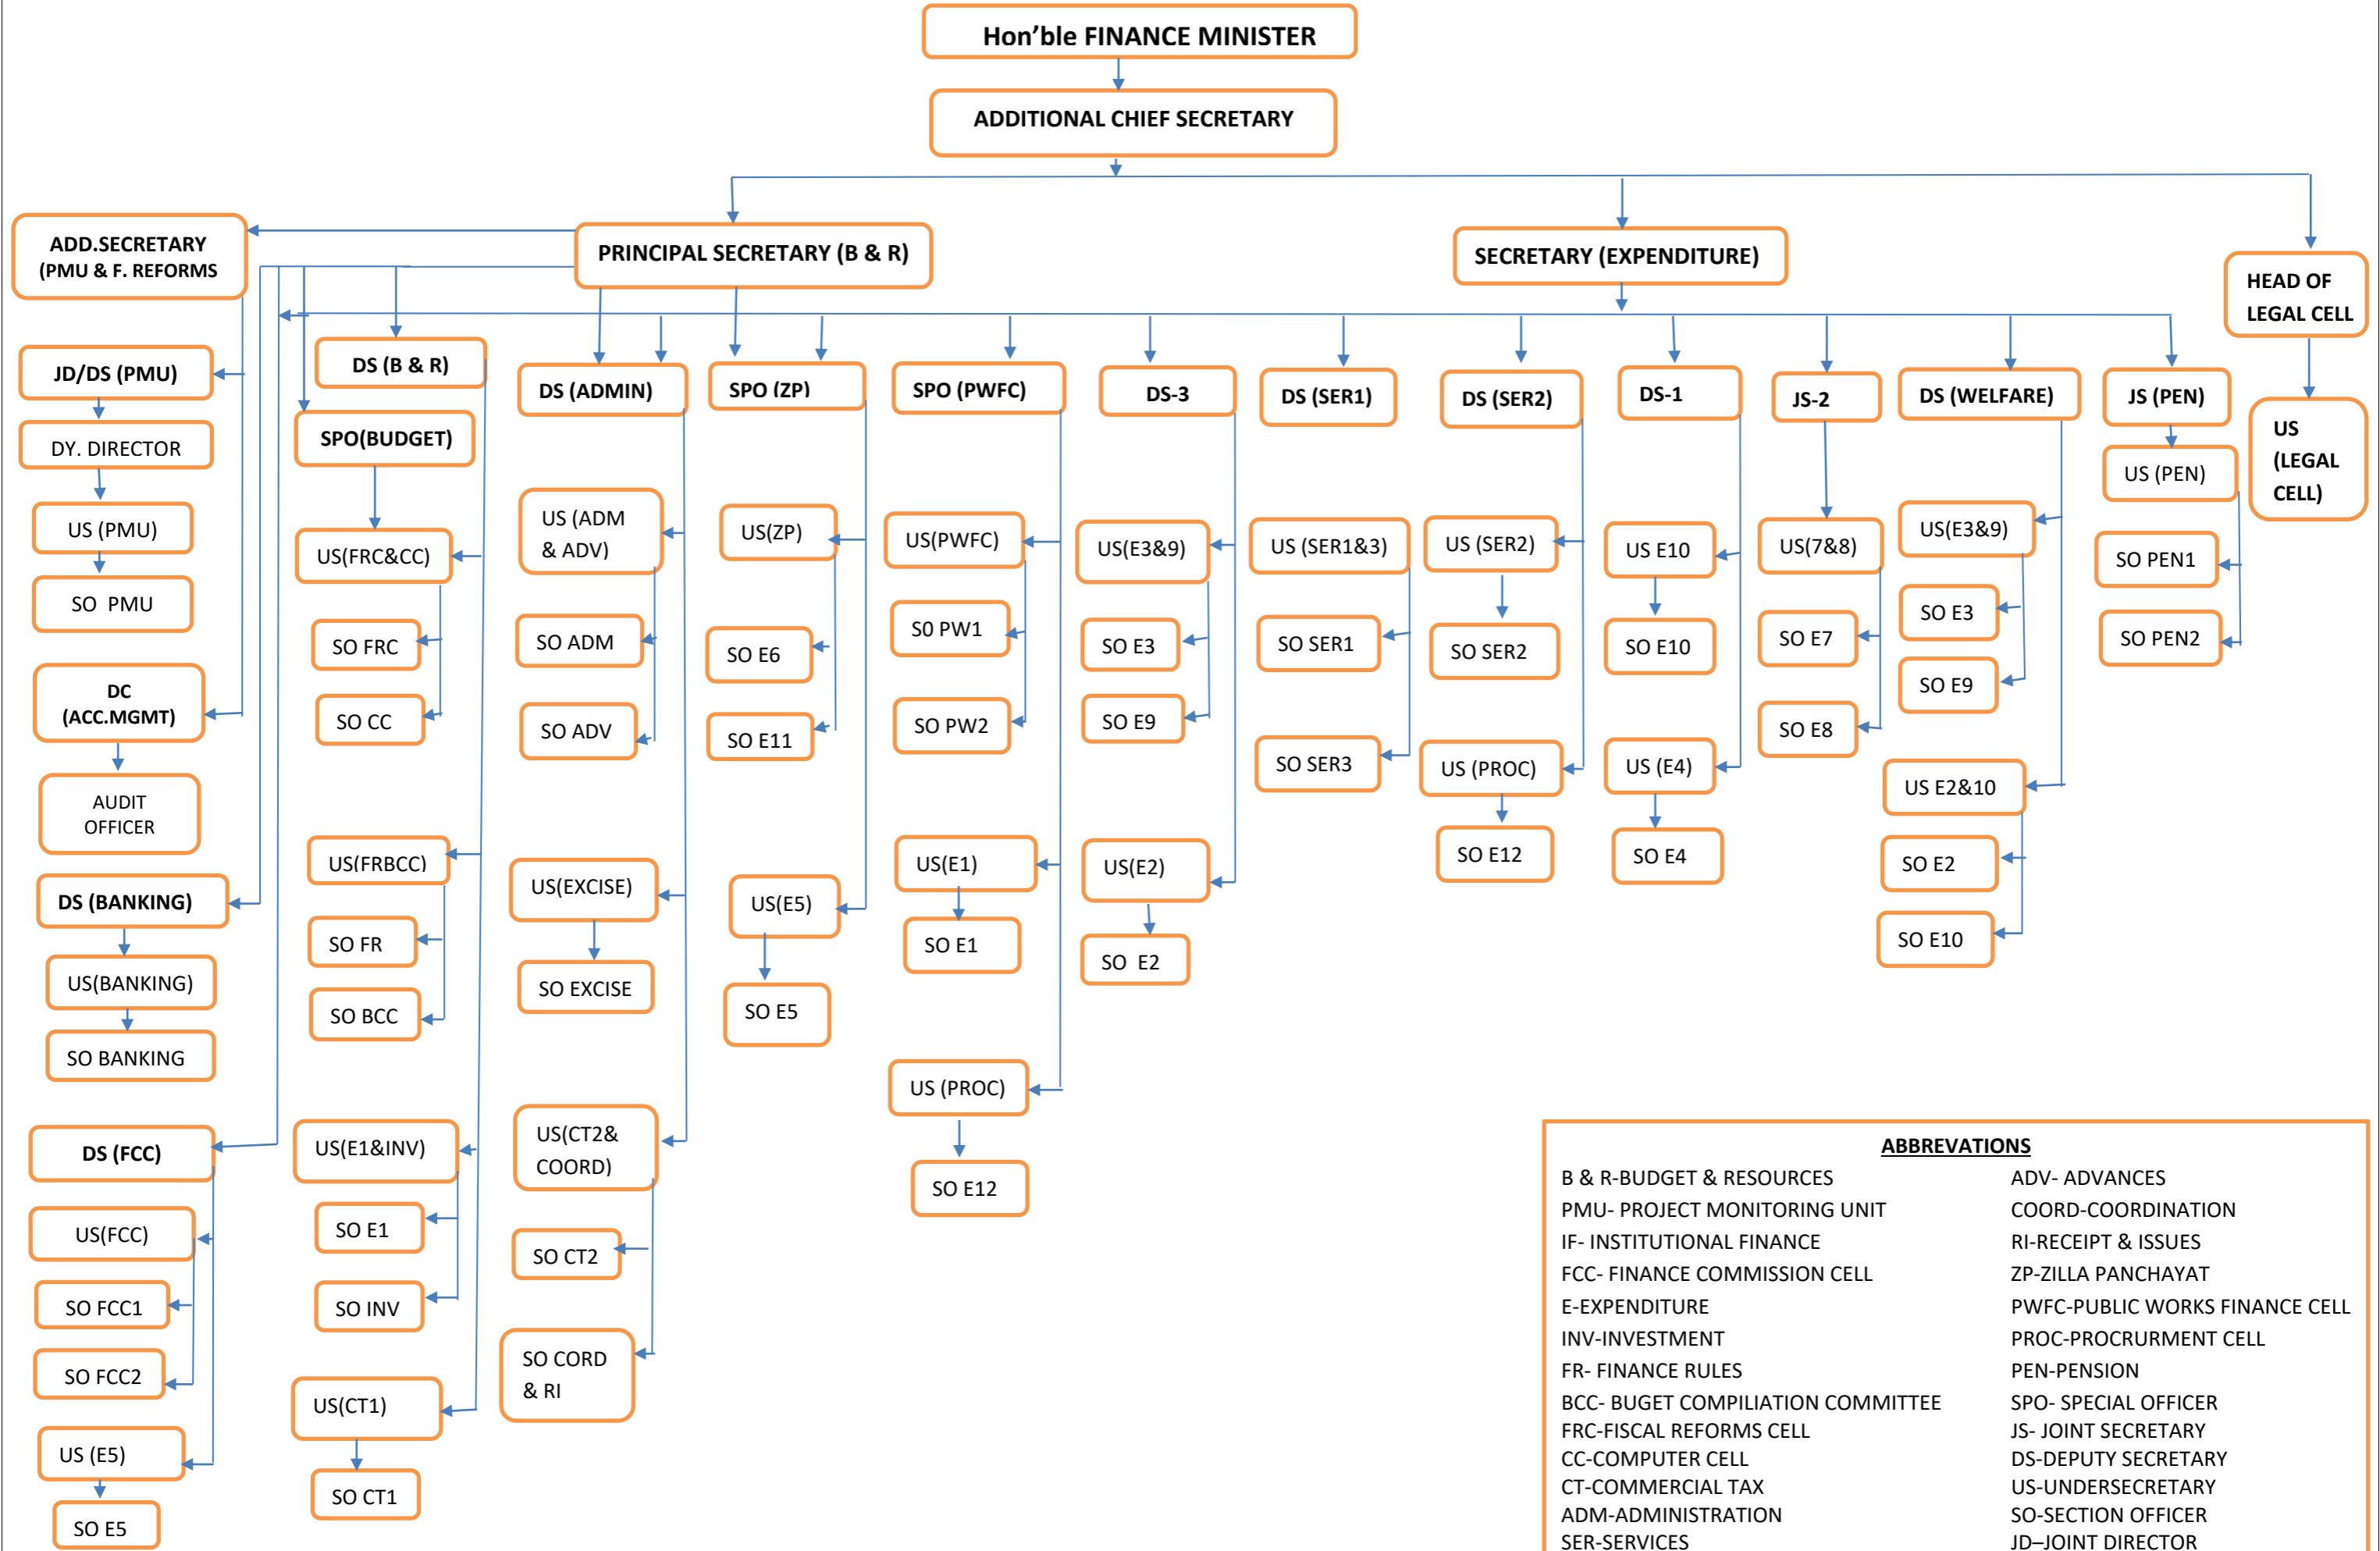 Hon’ble FINANCE MINISTER
ADDITIONAL CHIEF SECRETARY
ADD.SECRETARY
(PMU & F. REFORMS
PRINCIPAL SECRETARY (B & R)
SECRETARY (EXPENDITURE)
HEAD OF
LEGAL CELL
US
(LEGAL
CELL)
JD/DS (PMU)
DY. DIRECTOR
US (PMU)
SO PMU
DC
(ACC.MGMT)
AUDIT
OFFICER
DS (BANKING)
US(BANKING)
SO BANKING
DS (FCC)
US(FCC)
SO FCC1
SO FCC2
US (E5)
SO E5
DS (B & R)
SPO(BUDGET)
US(FRC&CC)
SO FRC
SO CC
US(FRBCC)
SO FR
SO BCC
US(E1&INV)
SO E1
SO INV
US(CT1)
SO CT1
DS (ADMIN)
US (ADM
& ADV)
SO ADM
SO ADV
US(EXCISE)
SO EXCISE
US(CT2&
COORD)
SO CT2
SO CORD
& RI
SPO (ZP)
US(ZP)
SO E6
SO E11
US(E5)
SO E5
SPO (PWFC)
US(PWFC)
S0 PW1
SO PW2
US(E1)
SO E1
US (PROC)
SO E12
DS-3
US(E3&9)
SO E3
SO E9
US(E2)
SO E2
DS (SER1)
US (SER1&3)
SO SER1
SO SER3
DS (SER2)
US (SER2)
SO SER2
US (PROC)
SO E12
DS-1
US E10
SO E10
US (E4)
SO E4
JS-2
US(7&8)
SO E7
SO E8
DS (WELFARE)
US(E3&9)
SO E3
SO E9
US E2&10
SO E2
SO E10
JS (PEN)
US (PEN)
SO PEN1
SO PEN2
ABBREVATIONS
B & R-BUDGET & RESOURCES
PMU- PROJECT MONITORING UNIT
IF- INSTITUTIONAL FINANCE
FCC- FINANCE COMMISSION CELL
E-EXPENDITURE
INV-INVESTMENT
FR- FINANCE RULES
BCC- BUGET COMPILIATION COMMITTEE
FRC-FISCAL REFORMS CELL
CC-COMPUTER CELL
CT-COMMERCIAL TAX
ADM-ADMINISTRATION
SER-SERVICES
ADV- ADVANCES
COORD-COORDINATION
RI-RECEIPT & ISSUES
ZP-ZILLA PANCHAYAT
PWFC-PUBLIC WORKS FINANCE CELL
PROC-PROCRURMENT CELL
PEN-PENSION
SPO- SPECIAL OFFICER
JS- JOINT SECRETARY
DS-DEPUTY SECRETARY
US-UNDERSECRETARY
SO-SECTION OFFICER
JD–JOINT DIRECTOR